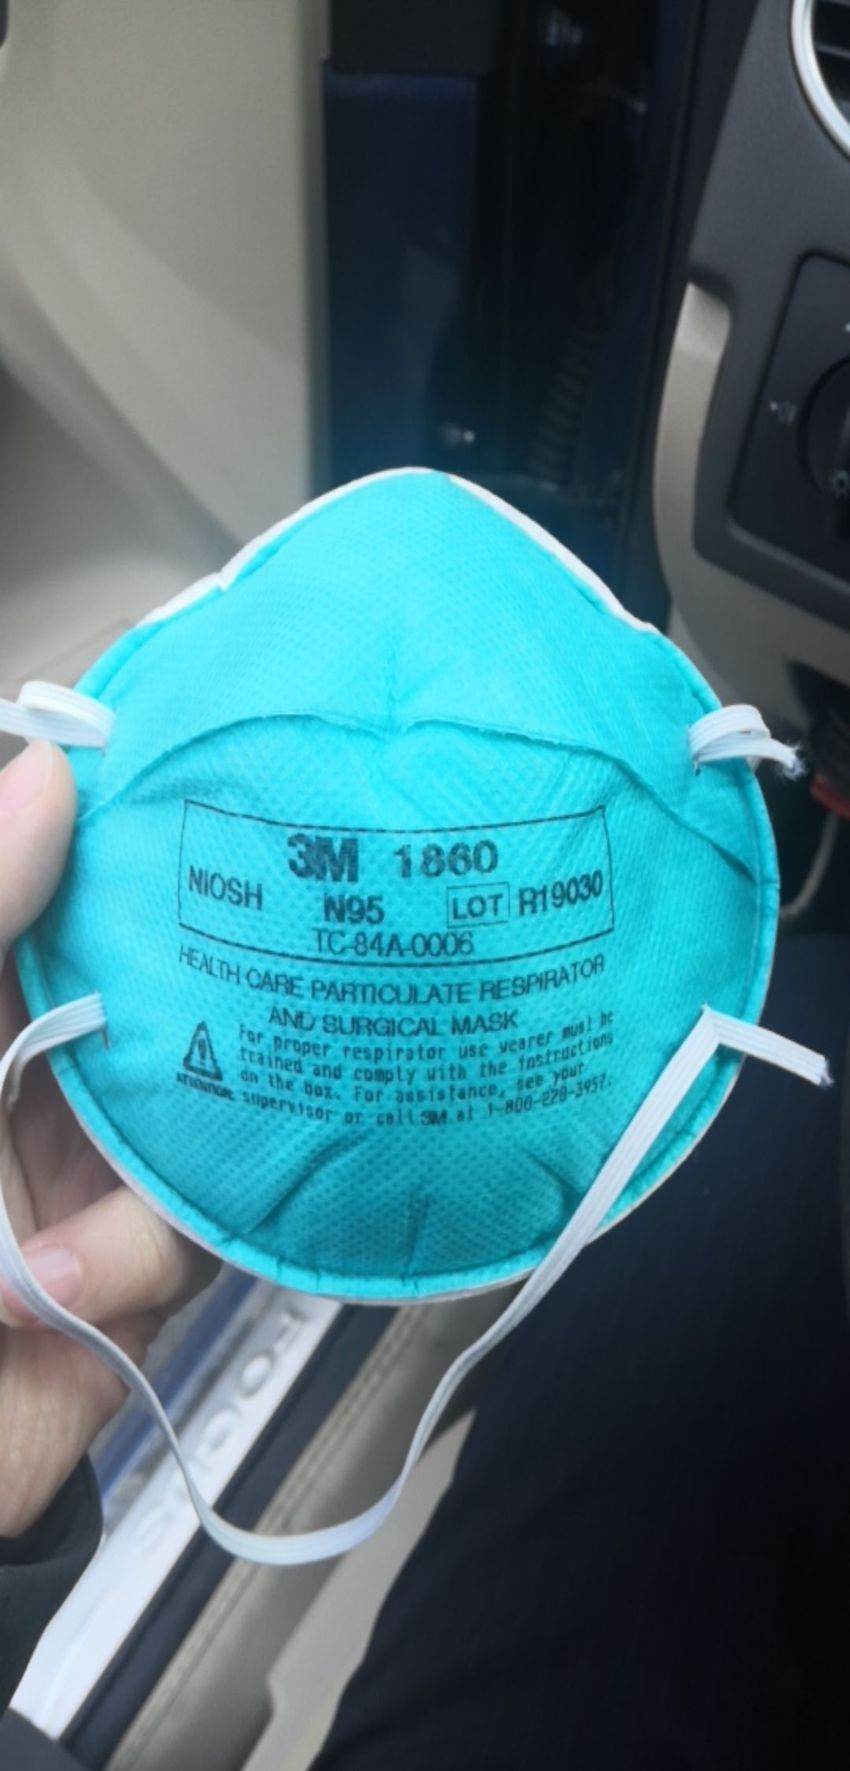 3M 1860
NIOSH N95 LOT R19030
TC-84A-0006
HEALTH CARE PARTICULATE RESPIRATOR
AND SURGICAL MASK
For proper respirator use wearer must be
trained and comply with the instructions
on the box. For assistance, see your
supervisor or call 3M at 1-800-228-3957.
ATTENTION:
FOCUS